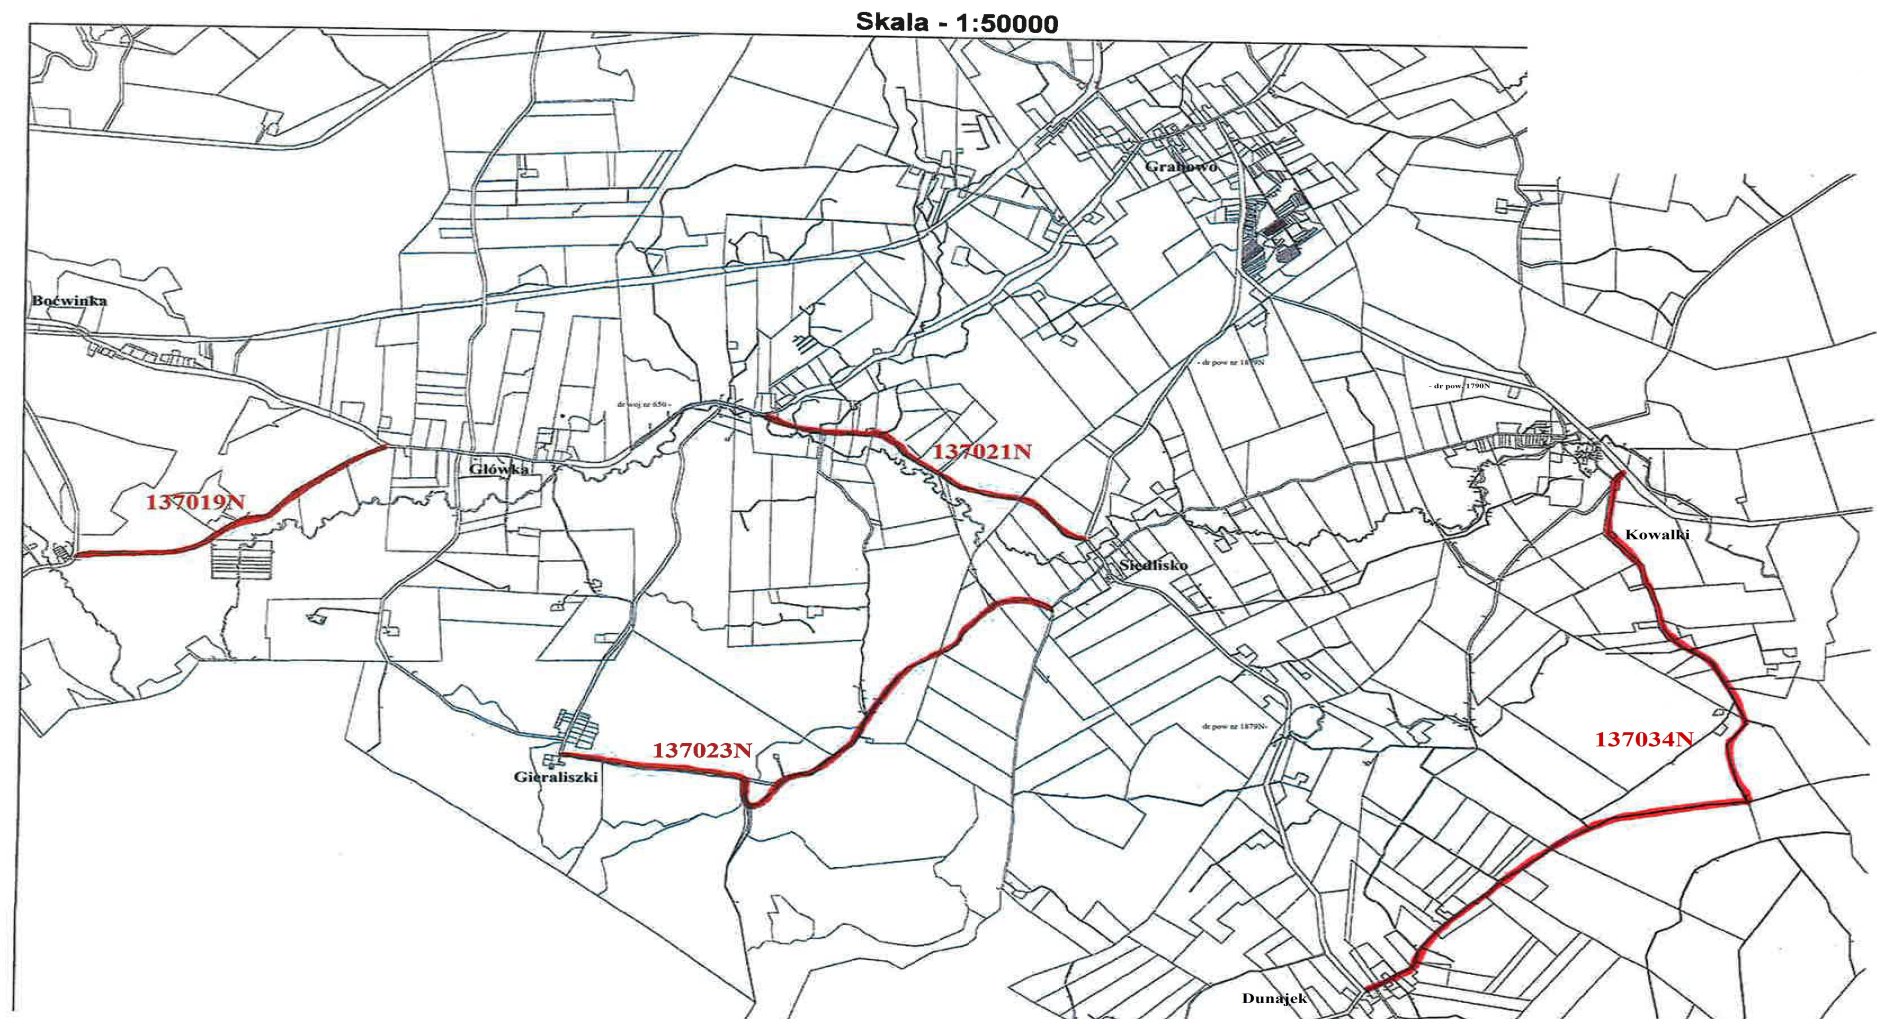 Skala - 1:50000
Grabowo
Boćwinka
- dr pow nr 1879N
- dr pow. 1790N
dr woj nr 650 -
137021N
Główka
137019N
Kowalki
Siedlisko
dr pow nr 1879N-
137034N
137023N
Gieraliszki
Dunajek